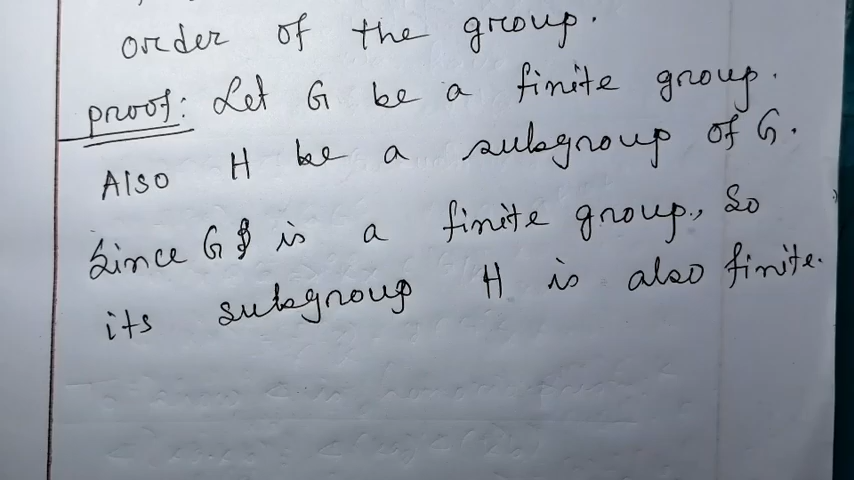 order of the group.
proof: Let G be a finite group.
Also H be a subgroup of G.
Since G is a finite group, So
its subgroup H is also finite.